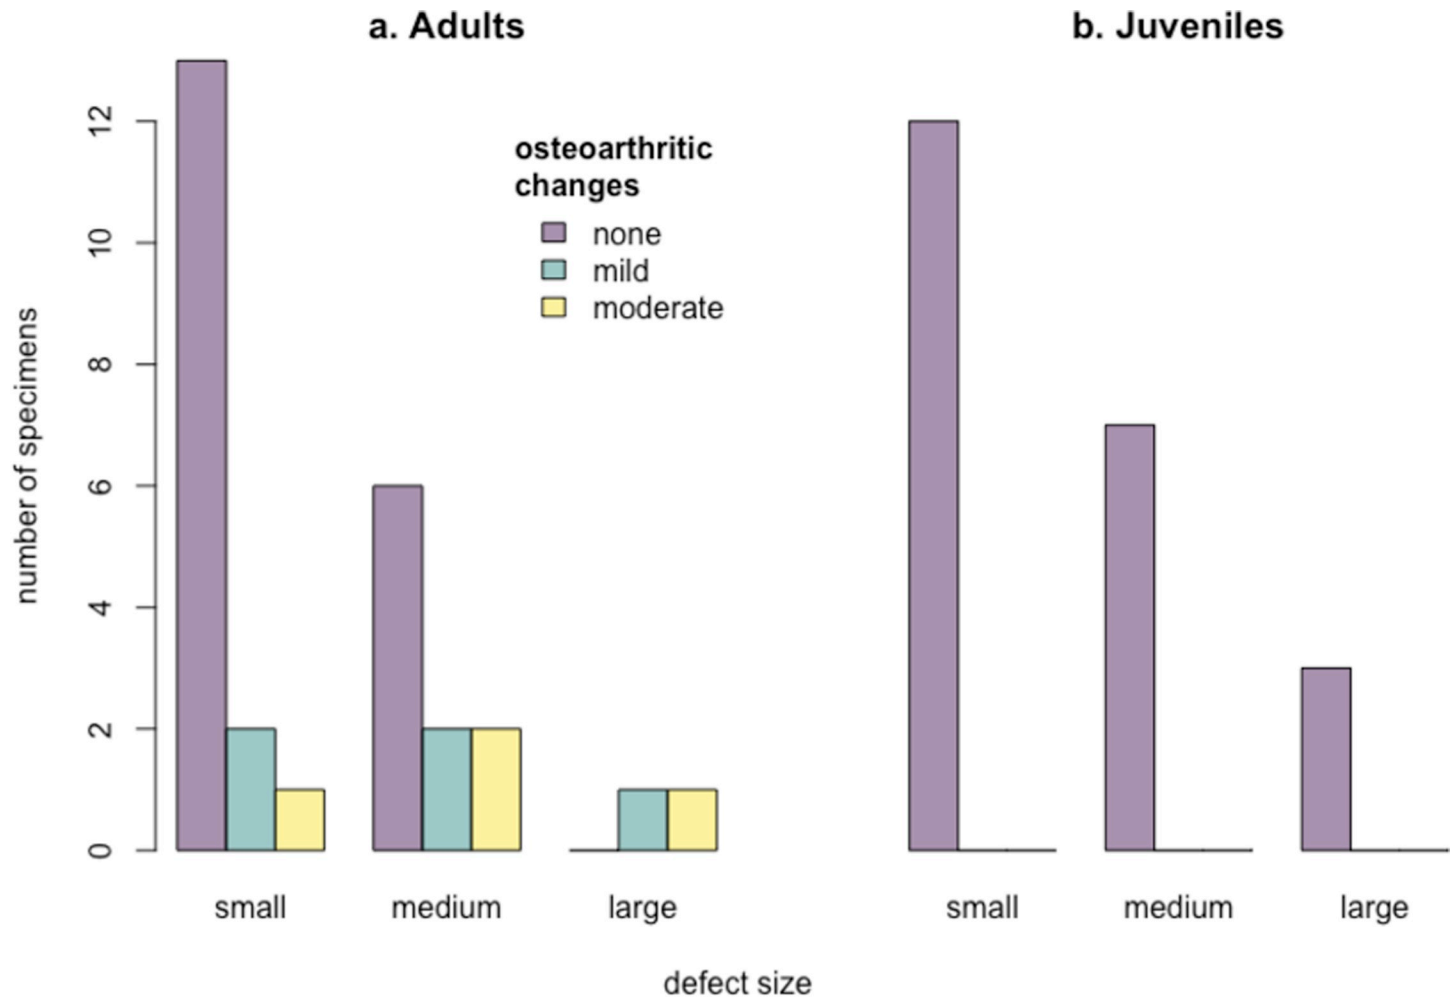 a. Adults
b. Juveniles
number of specimens
12
10
8
6
4
2
0
osteoarthritic
changes
none
mild
moderate
small
medium
large
small
medium
large
defect size